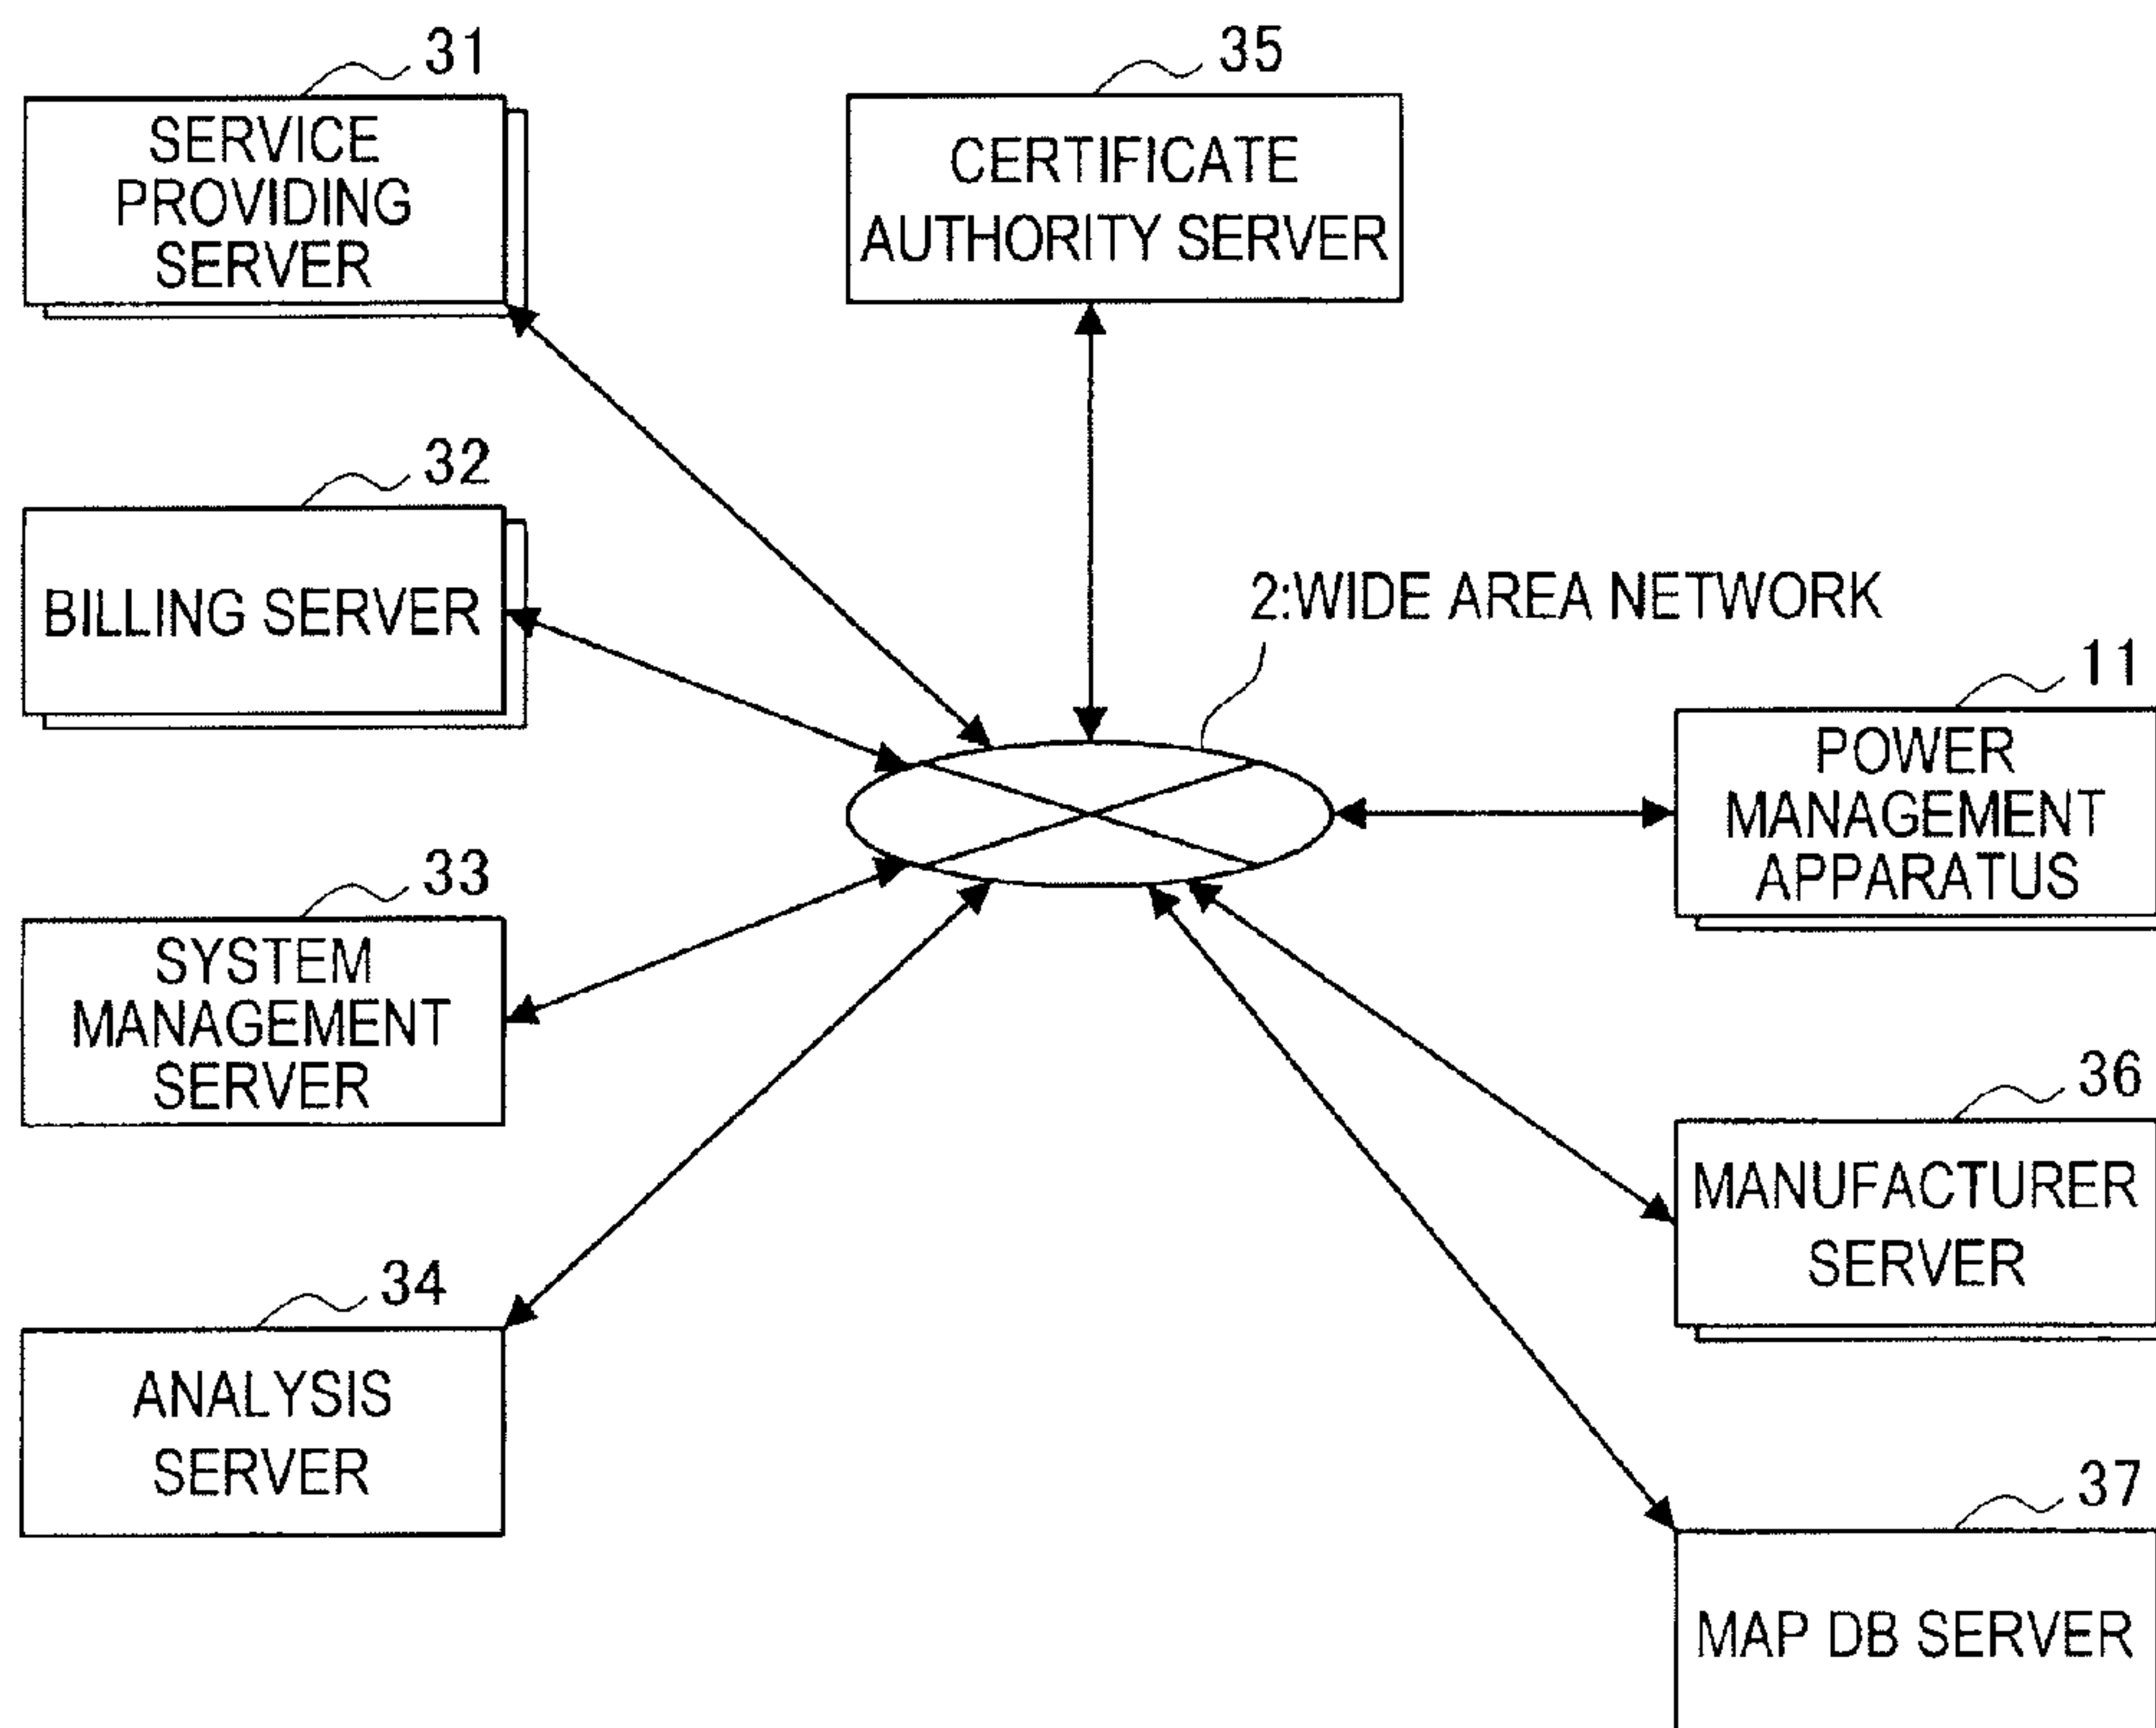 31
SERVICE
PROVIDING
SERVER
35
CERTIFICATE
AUTHORITY SERVER
32
BILLING SERVER
2:WIDE AREA NETWORK
11
POWER
MANAGEMENT
APPARATUS
33
SYSTEM
MANAGEMENT
SERVER
36
MANUFACTURER
SERVER
34
ANALYSIS
SERVER
37
MAP DB SERVER